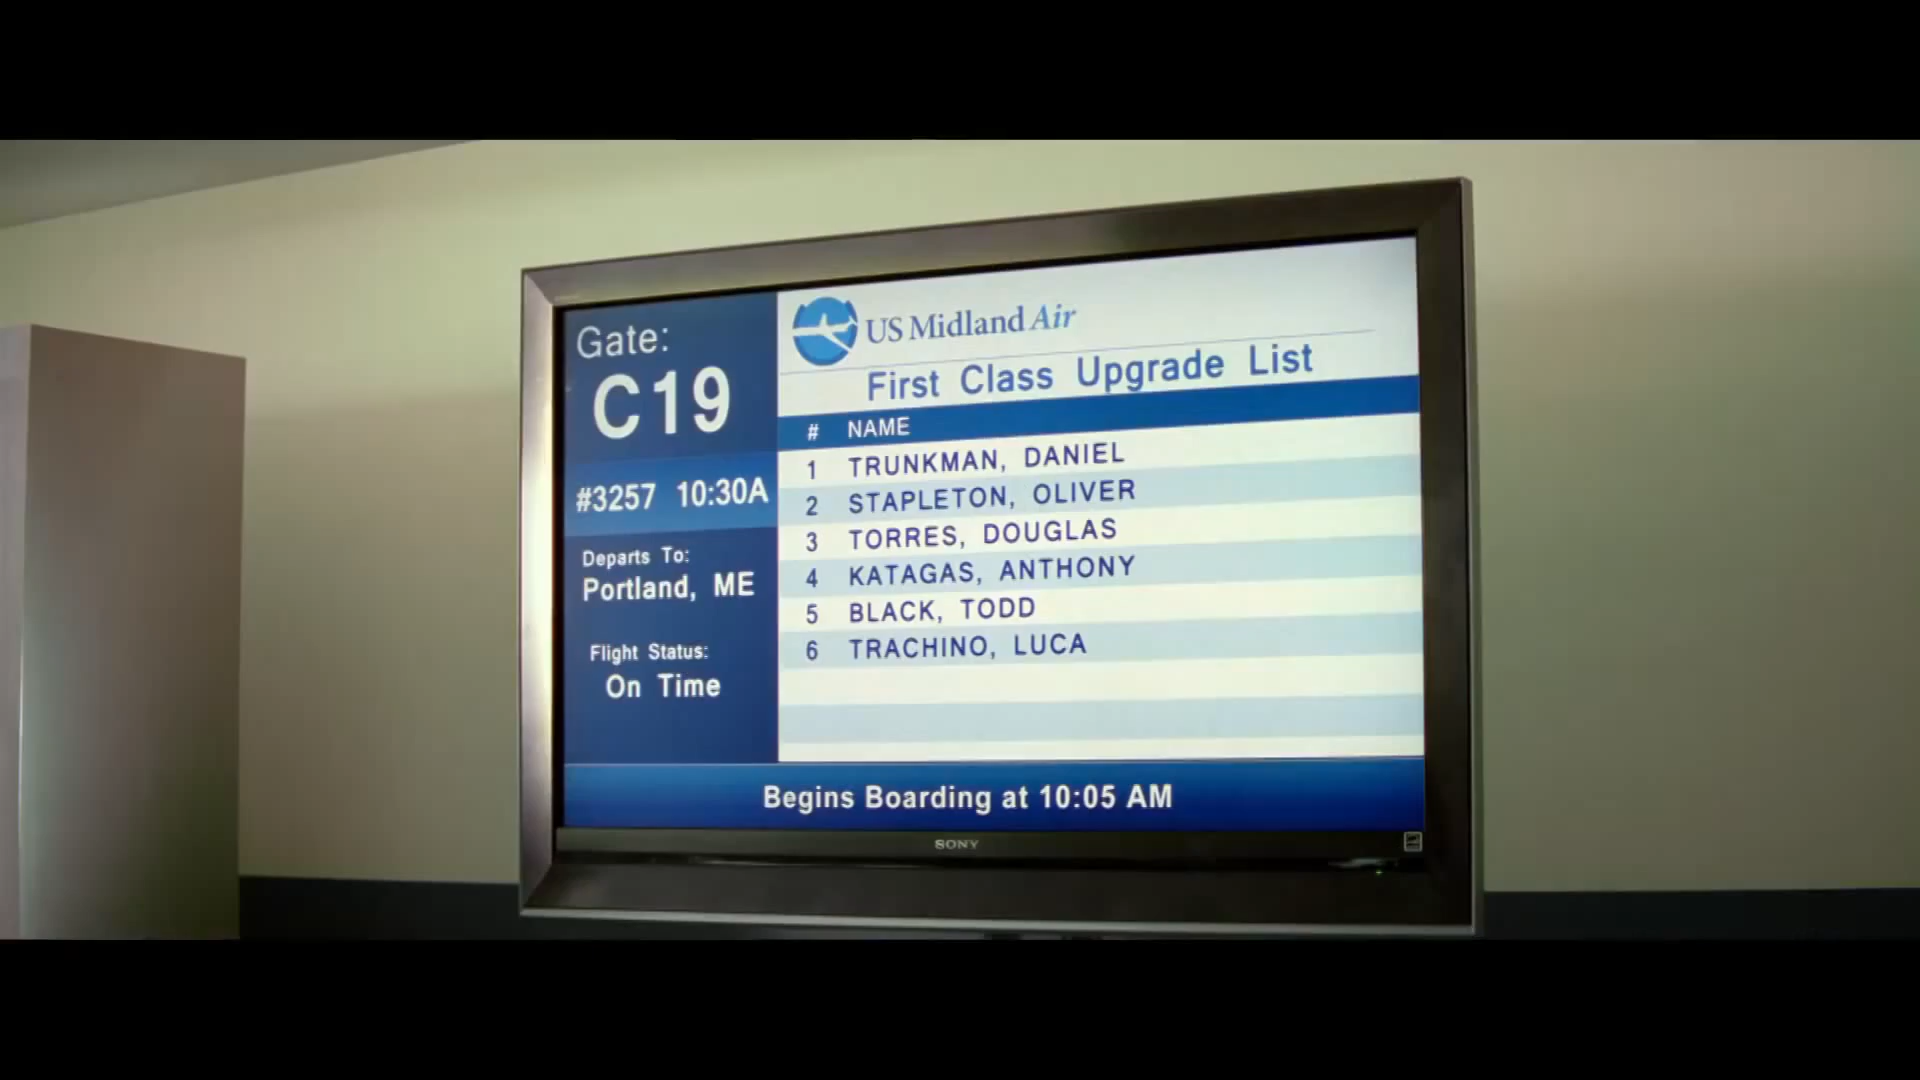 Gate:
C19
#3257 10:30A
Departs To:
Portland, ME
Flight Status:
On Time
US Midland Air
First Class Upgrade List
# NAME
1 TRUNKMAN, DANIEL
2 STAPLETON, OLIVER
3 TORRES, DOUGLAS
4 KATAGAS, ANTHONY
5 BLACK, TODD
6 TRACHINO, LUCA
Begins Boarding at 10:05 AM
SONY